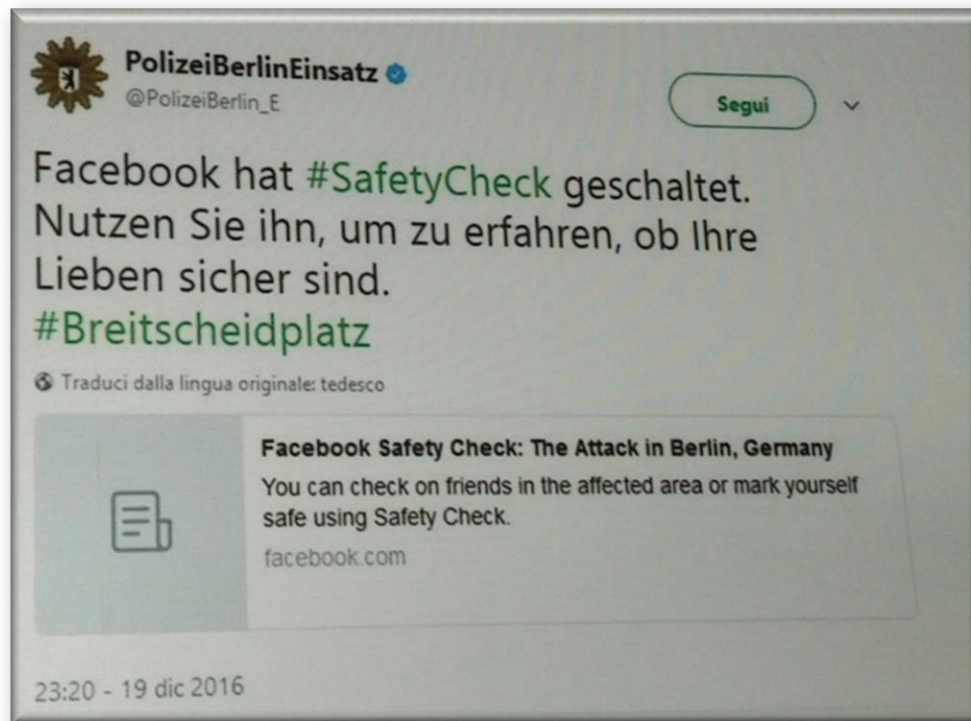 PolizeiBerlinEinsatz
@PolizeiBerlin_E
Segui
Facebook hat #SafetyCheck geschaltet.
Nutzen Sie ihn, um zu erfahren, ob Ihre
Lieben sicher sind.
#Breitscheidplatz
Traduci dalla lingua originale: tedesco
Facebook Safety Check: The Attack in Berlin, Germany
You can check on friends in the affected area or mark yourself
safe using Safety Check.
facebook.com
23:20 - 19 dic 2016